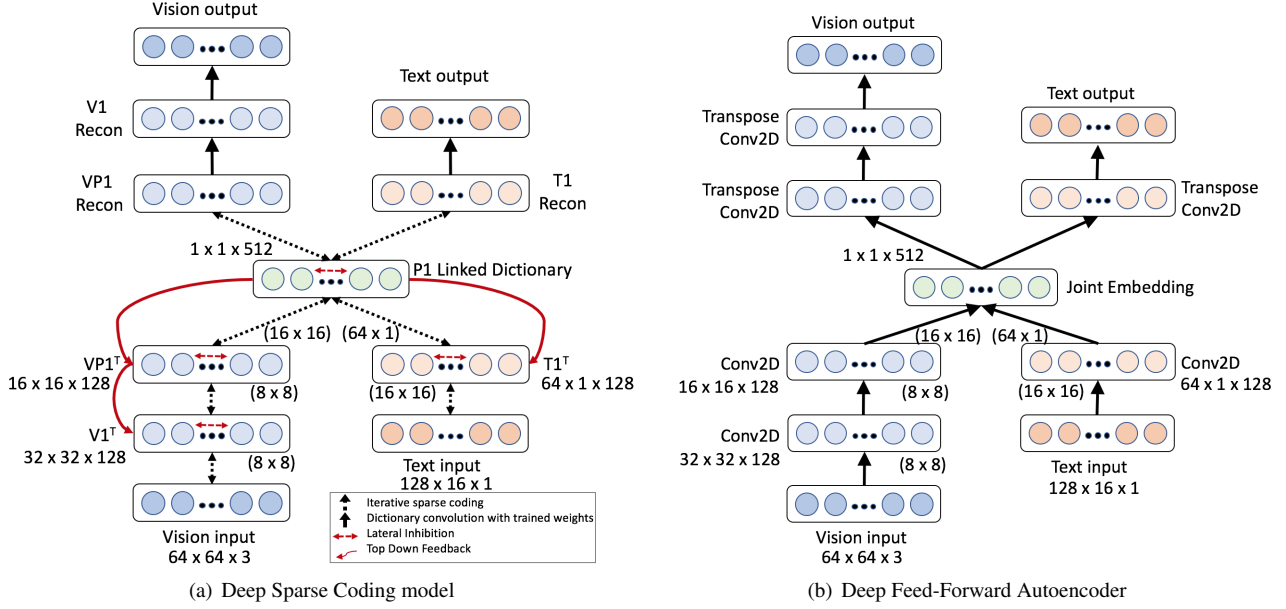 Vision output
V1
Recon
Text output
VP1
Recon
T1
Recon
1 x 1 x 512
P1 Linked Dictionary
(16 x 16)
(64 x 1)
VP1ᵀ
16 x 16 x 128
(8 x 8)
(16 x 16)
T1ᵀ
64 x 1 x 128
V1ᵀ
32 x 32 x 128
(8 x 8)
Text input
128 x 16 x 1
Vision input
64 x 64 x 3
Iterative sparse coding
Dictionary convolution with trained weights
Lateral Inhibition
Top Down Feedback
(a) Deep Sparse Coding model
Vision output
Transpose
Conv2D
Text output
Transpose
Conv2D
Transpose
Conv2D
1 x 1 x 512
Joint Embedding
(16 x 16)
(64 x 1)
Conv2D
16 x 16 x 128
(8 x 8)
(16 x 16)
Conv2D
64 x 1 x 128
Conv2D
32 x 32 x 128
(8 x 8)
Text input
128 x 16 x 1
Vision input
64 x 64 x 3
(b) Deep Feed-Forward Autoencoder